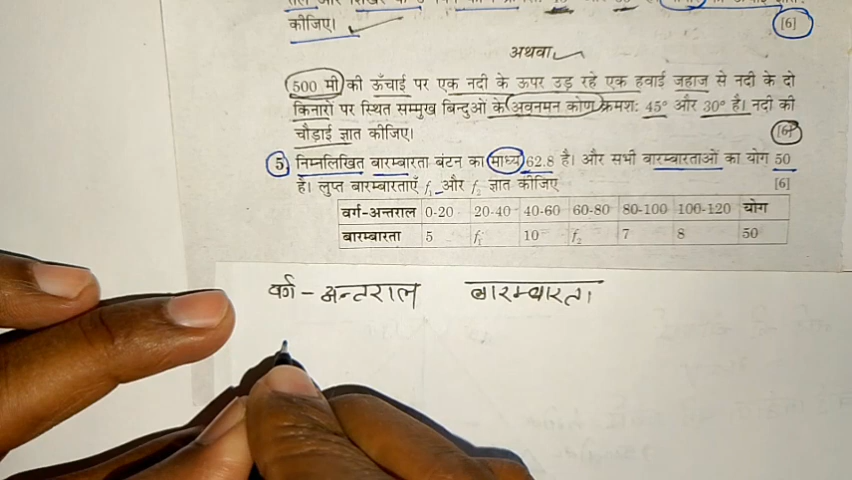 कीजिए।
[6]
अथवा
500 मी की ऊँचाई पर एक नदी के ऊपर उड़ रहे एक हवाई जहाज से नदी के दो
किनारों पर स्थित सम्मुख बिन्दुओं के अवनमन कोण क्रमश: 45° और 30° है। नदी की
चौड़ाई ज्ञात कीजिए।
[6]
5. निम्नलिखित बारम्बारता बंटन का माध्य 62.8 है। और सभी बारम्बारताओं का योग 50
है। लुप्त बारम्बारताएँ f₁ और f₂ ज्ञात कीजिए [6]
वर्ग-अन्तराल 0-20 20-40 40-60 60-80 80-100 100-120 योग
बारम्बारता 5 f₁ 10 f₂ 7 8 50
वर्ग - अन्तराल बारम्बारता